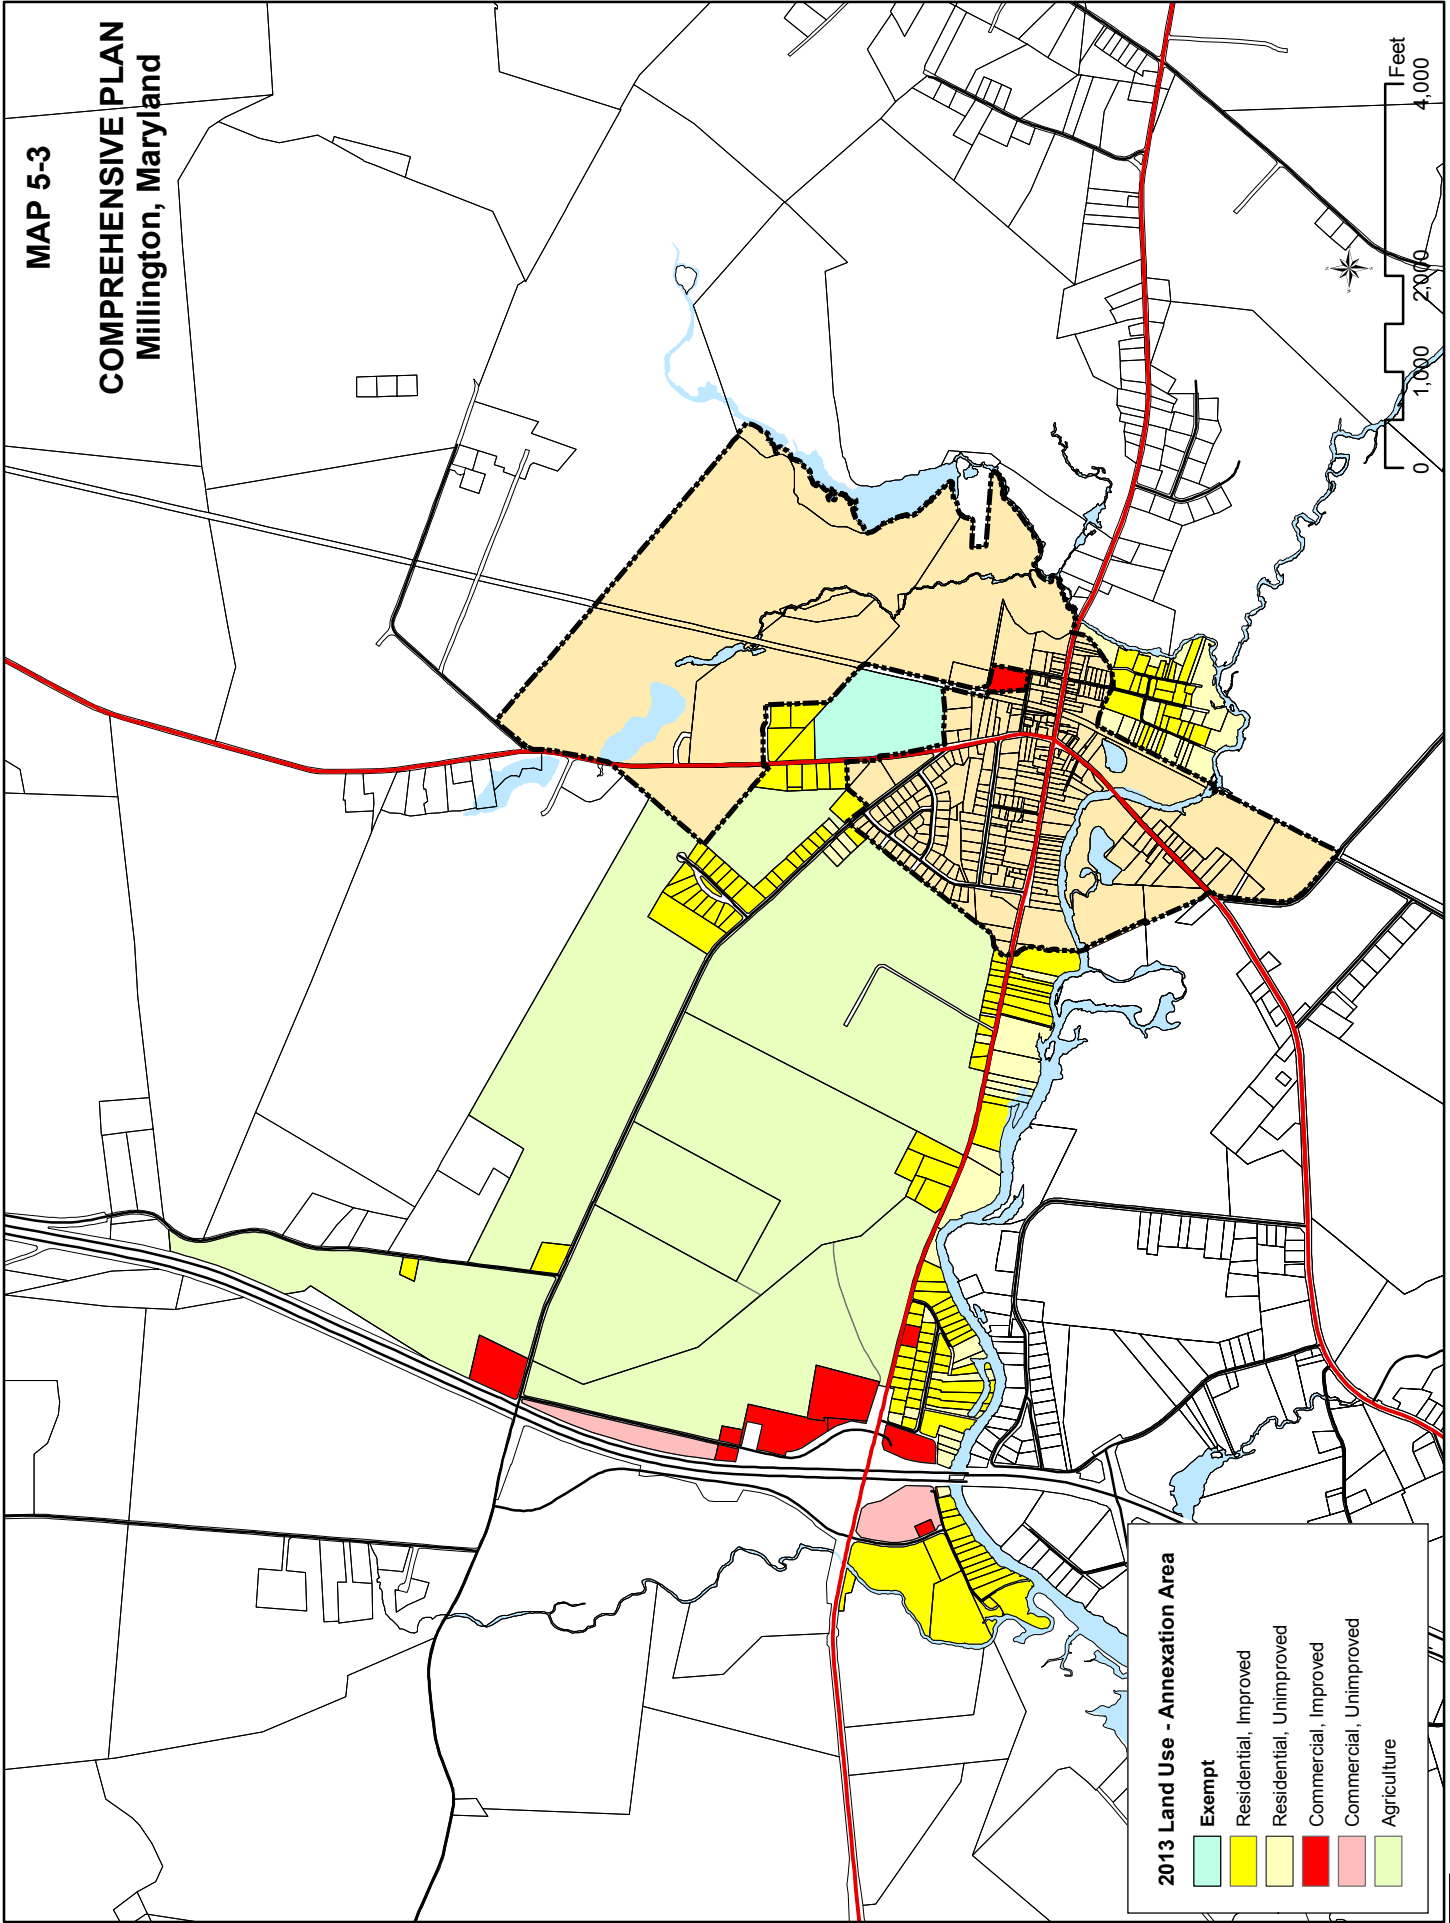 MAP 5-3
COMPREHENSIVE PLAN
Millington, Maryland
2013 Land Use - Annexation Area
Exempt
Residential, Improved
Residential, Unimproved
Commercial, Improved
Commercial, Unimproved
Agriculture
0 1,000 2,000 4,000
Feet